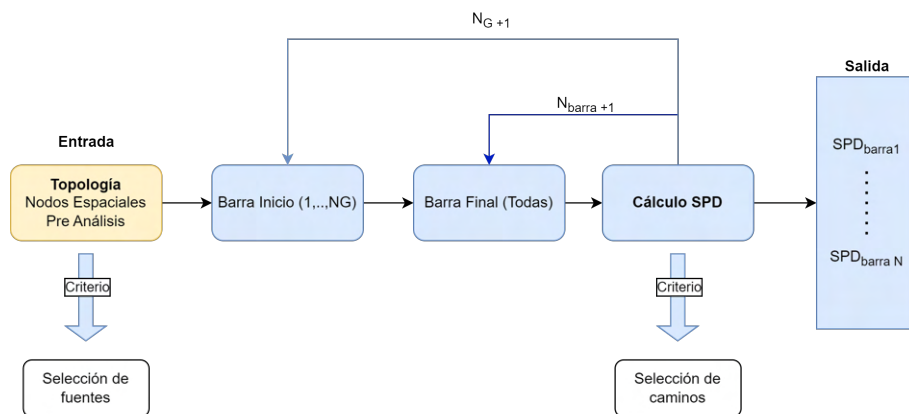 N_G +1
Salida
N_barra +1
Entrada
Topología
Nodos Espaciales
Pre Análisis
Barra Inicio (1,..,NG)
Barra Final (Todas)
Cálculo SPD
SPD_barra1
SPD_barra N
Criterio
Criterio
Selección de
fuentes
Selección de
caminos